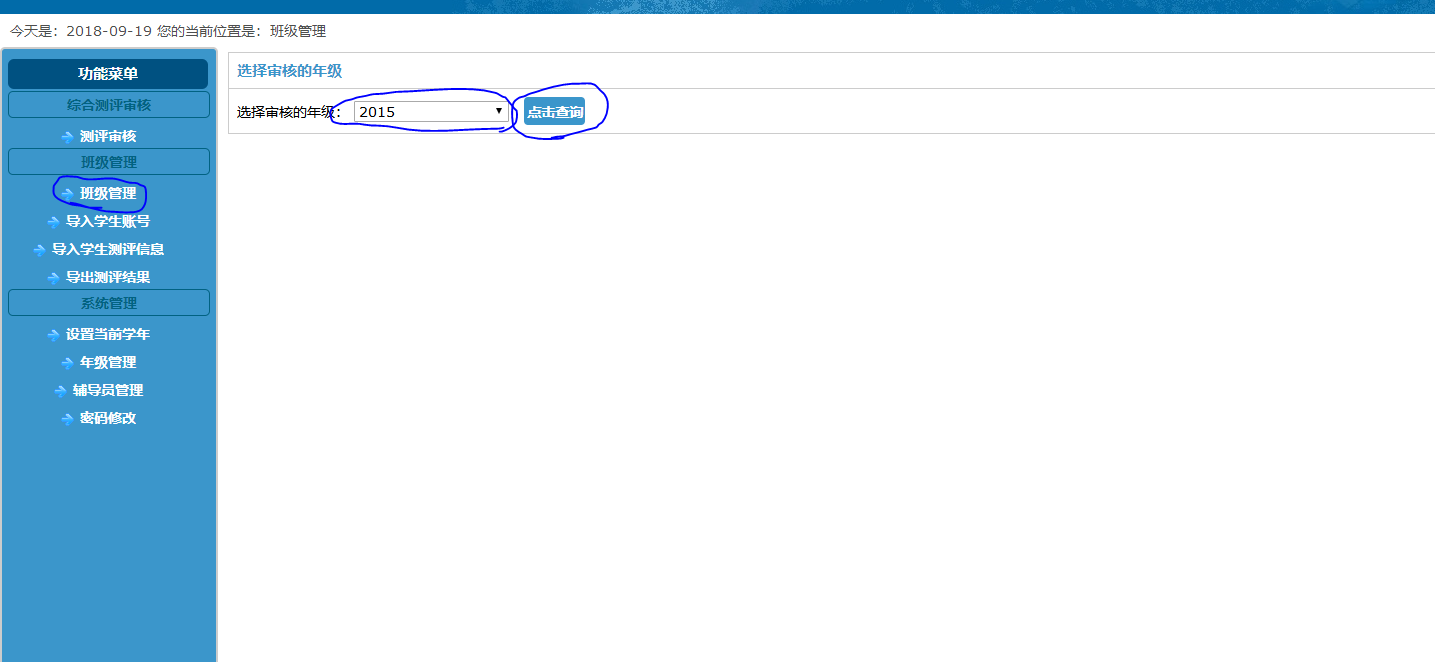 今天是：2018-09-19 您的当前位置是：班级管理
功能菜单
综合测评审核
测评审核
班级管理
班级管理
导入学生账号
导入学生测评信息
导出测评结果
系统管理
设置当前学年
年级管理
辅导员管理
密码修改
选择审核的年级
选择审核的年级： 2015 点击查询